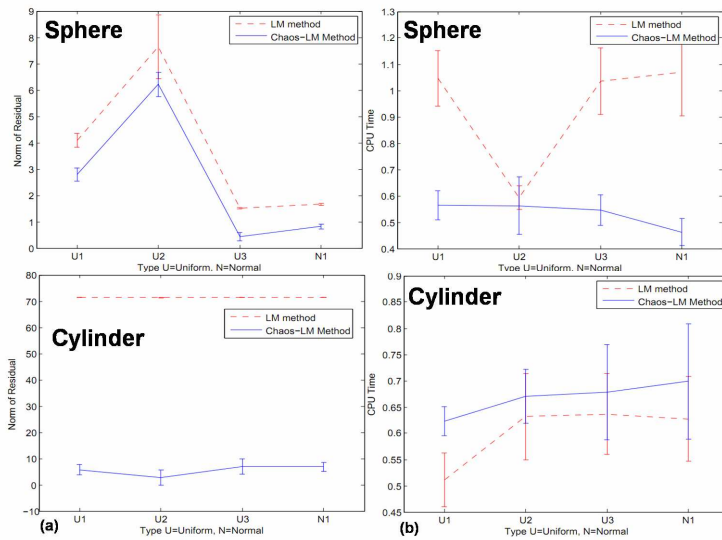 Sphere
LM method
Chaos-LM Method
Norm of Residual
9
8
7
6
5
4
3
2
1
0
U1 U2 U3 N1
Type U=Uniform, N=Normal
Sphere
LM method
Chaos-LM Method
CPU Time
1.3
1.2
1.1
1
0.9
0.8
0.7
0.6
0.5
0.4
U1 U2 U3 N1
Type U=Uniform, N=Normal
Cylinder
LM method
Chaos-LM Method
Norm of Residual
80
70
60
50
40
30
20
10
0
−10
U1 U2 U3 N1
(a)
Type U=Uniform, N=Normal
Cylinder
LM method
Chaos-LM Method
CPU Time
0.9
0.85
0.8
0.75
0.7
0.65
0.6
0.55
0.5
0.45
U1 U2 U3 N1
(b)
Type U=Uniform, N=Normal